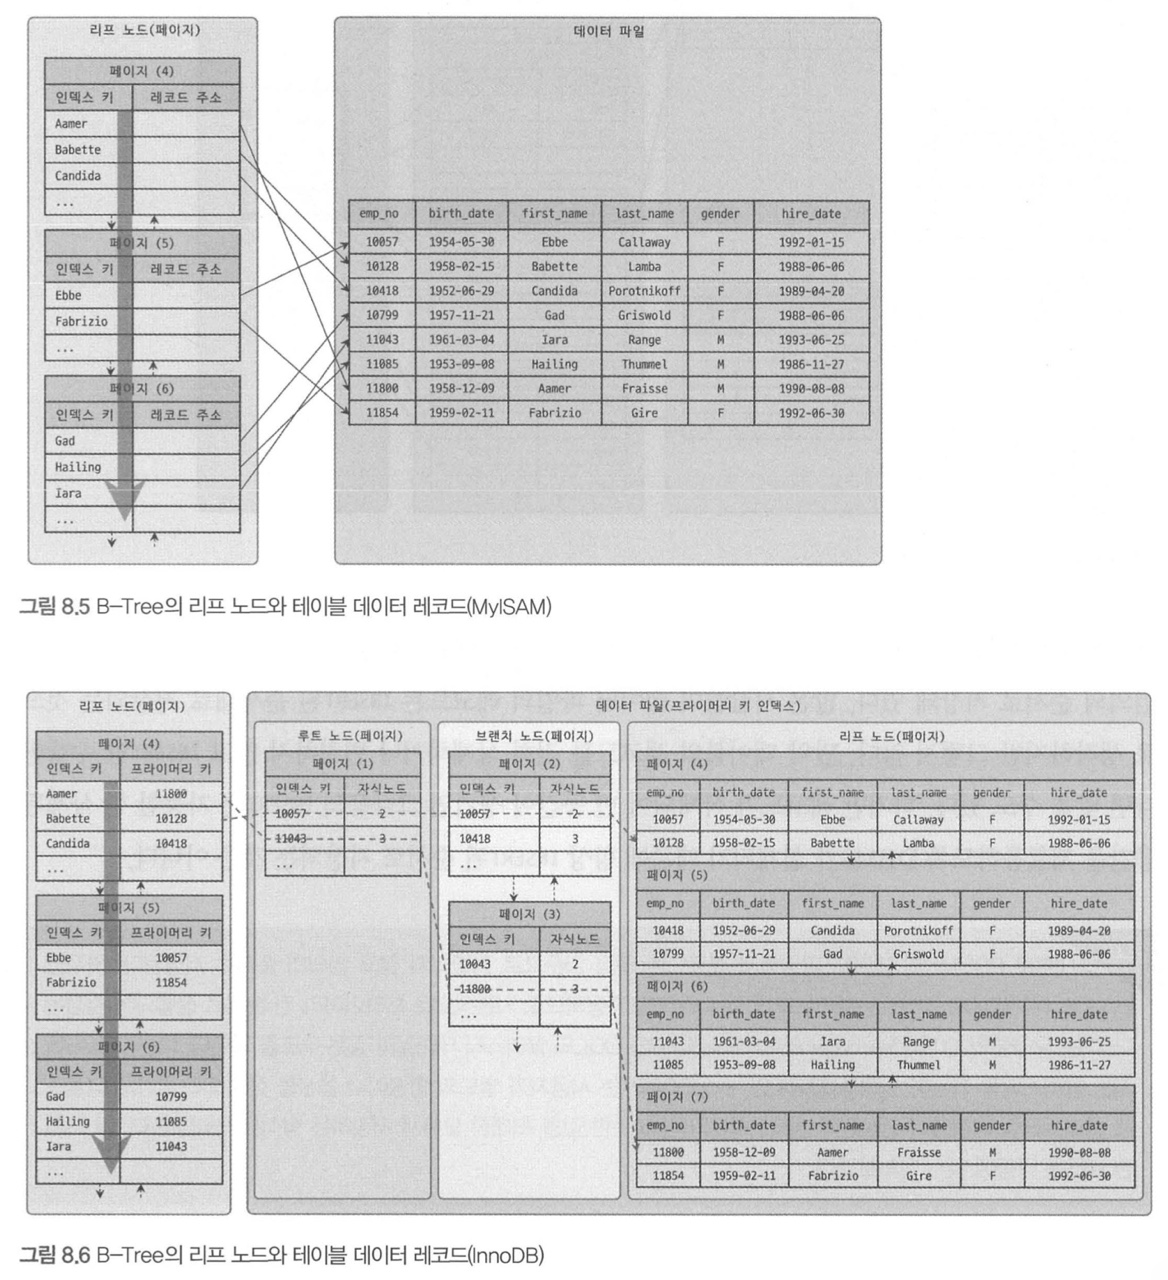 리프 노드(페이지)
페이지 (4)
인덱스 키 레코드 주소
Aamer
Babette
Candida
...
페이지 (5)
인덱스 키 레코드 주소
Ebbe
Fabrizio
...
페이지 (6)
인덱스 키 레코드 주소
Gad
Hailing
Iara
...
데이터 파일
emp_no birth_date first_name last_name gender hire_date
10057 1954-05-30 Ebbe Callaway F 1992-01-15
10128 1958-02-15 Babette Lamba F 1988-06-06
10418 1952-06-29 Candida Porotnikoff F 1989-04-20
10799 1957-11-21 Gad Griswold F 1988-06-06
11043 1961-03-04 Iara Range M 1993-06-25
11085 1953-09-08 Hailing Thummel M 1986-11-27
11800 1958-12-09 Aamer Fraisse M 1990-08-08
11854 1959-02-11 Fabrizio Gire F 1992-06-30
그림 8.5 B-Tree의 리프 노드와 테이블 데이터 레코드(MyISAM)
리프 노드(페이지)
페이지 (4)
인덱스 키 프라이머리 키
Aamer 11800
Babette 10128
Candida 10418
...
페이지 (5)
인덱스 키 프라이머리 키
Ebbe 10057
Fabrizio 11854
...
페이지 (6)
인덱스 키 프라이머리 키
Gad 10799
Hailing 11085
Iara 11043
...
데이터 파일(프라이머리 키 인덱스)
루트 노드(페이지)
페이지 (1)
인덱스 키 자식노드
10057 2
11043 3
...
브랜치 노드(페이지)
페이지 (2)
인덱스 키 자식노드
10057 2
10418 3
...
페이지 (3)
인덱스 키 자식노드
10043 2
11800 3
...
리프 노드(페이지)
페이지 (4)
emp_no birth_date first_name last_name gender hire_date
10057 1954-05-30 Ebbe Callaway F 1992-01-15
10128 1958-02-15 Babette Lamba F 1988-06-06
페이지 (5)
emp_no birth_date first_name last_name gender hire_date
10418 1952-06-29 Candida Porotnikoff F 1989-04-20
10799 1957-11-21 Gad Griswold F 1988-06-06
페이지 (6)
emp_no birth_date first_name last_name gender hire_date
11043 1961-03-04 Iara Range M 1993-06-25
11085 1953-09-08 Hailing Thummel M 1986-11-27
페이지 (7)
emp_no birth_date first_name last_name gender hire_date
11800 1958-12-09 Aamer Fraisse M 1990-08-08
11854 1959-02-11 Fabrizio Gire F 1992-06-30
그림 8.6 B-Tree의 리프 노드와 테이블 데이터 레코드(InnoDB)